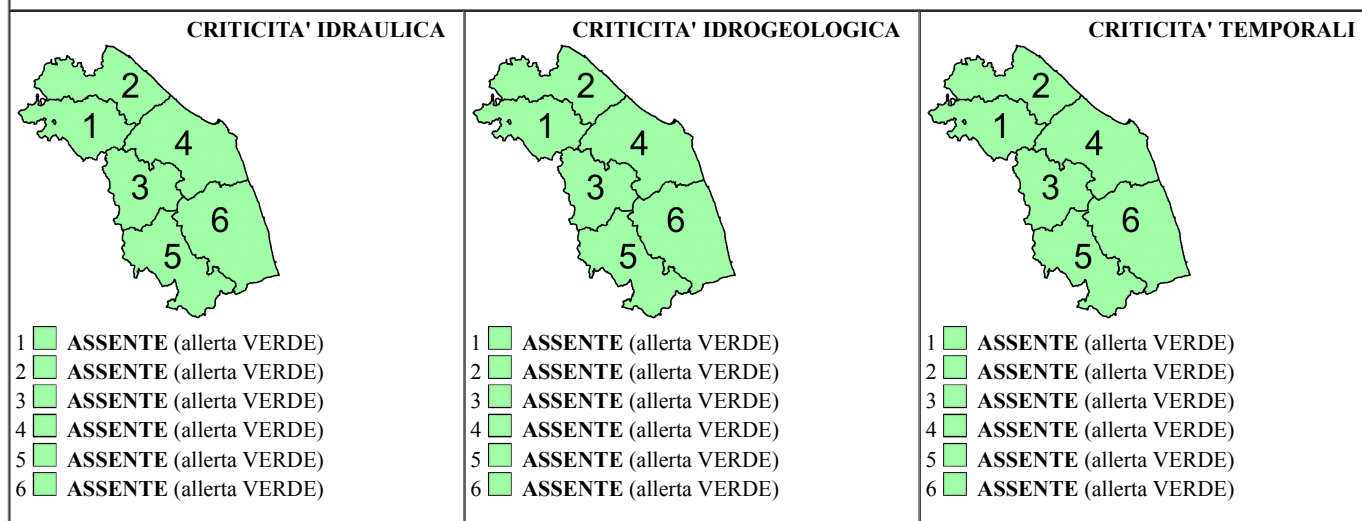 CRITICITA' IDRAULICA
2
1
4
3
6
5
1 ASSENTE (allerta VERDE)
2 ASSENTE (allerta VERDE)
3 ASSENTE (allerta VERDE)
4 ASSENTE (allerta VERDE)
5 ASSENTE (allerta VERDE)
6 ASSENTE (allerta VERDE)
CRITICITA' IDROGEOLOGICA
2
1
4
3
6
5
1 ASSENTE (allerta VERDE)
2 ASSENTE (allerta VERDE)
3 ASSENTE (allerta VERDE)
4 ASSENTE (allerta VERDE)
5 ASSENTE (allerta VERDE)
6 ASSENTE (allerta VERDE)
CRITICITA' TEMPORALI
2
1
4
3
6
5
1 ASSENTE (allerta VERDE)
2 ASSENTE (allerta VERDE)
3 ASSENTE (allerta VERDE)
4 ASSENTE (allerta VERDE)
5 ASSENTE (allerta VERDE)
6 ASSENTE (allerta VERDE)